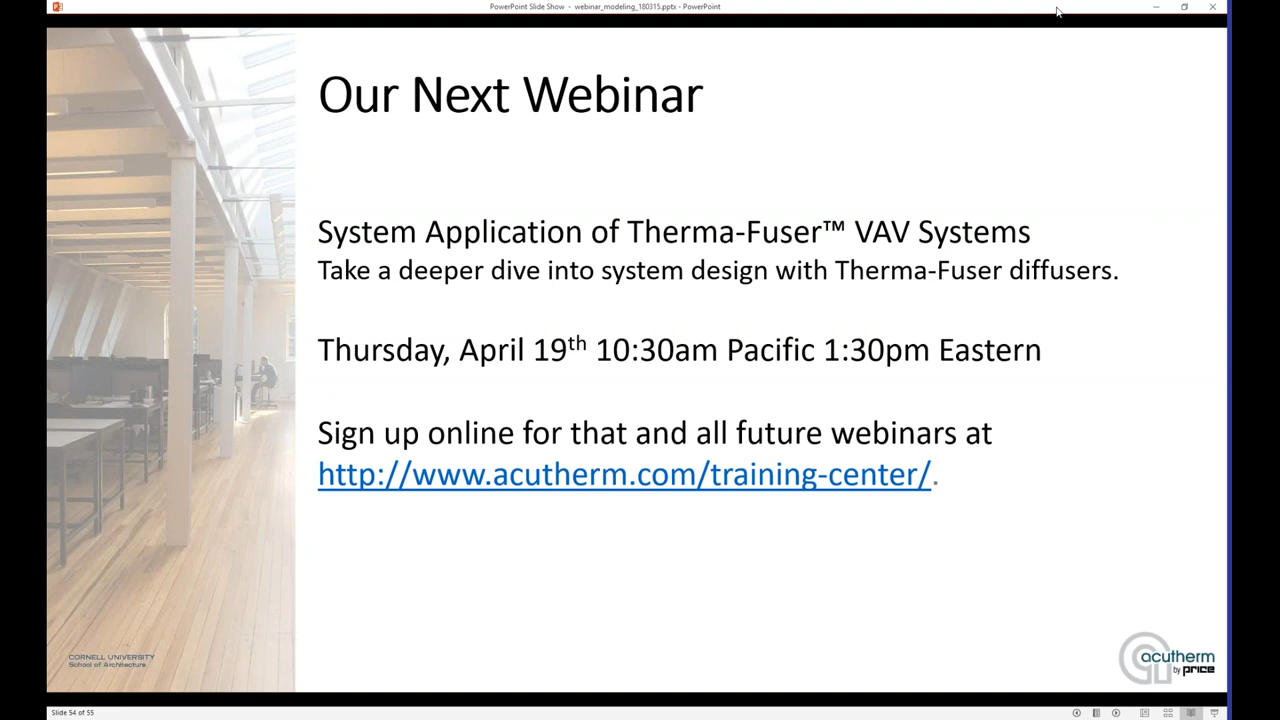 PowerPoint Slide Show - webinar_modeling_180315.pptx - PowerPoint
Our Next Webinar
System Application of Therma-Fuser™ VAV Systems
Take a deeper dive into system design with Therma-Fuser diffusers.
Thursday, April 19th 10:30am Pacific 1:30pm Eastern
Sign up online for that and all future webinars at
http://www.acutherm.com/training-center/.
CORNELL UNIVERSITY
School of Architecture
acutherm
by PRICE
Slide 54 of 55